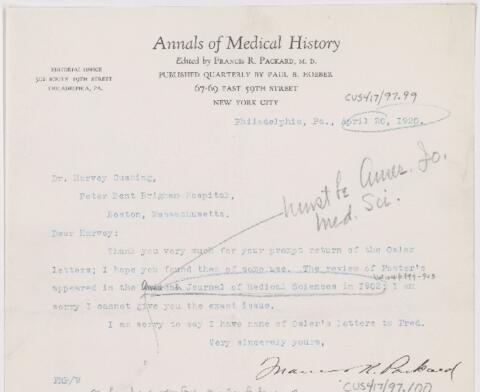 Annals of Medical History
Edited by FRANCIS R. PACKARD, M. D.
EDITORIAL OFFICE
302 SOUTH 19TH STREET
PHILADELPHIA, PA.
PUBLISHED QUARTERLY BY PAUL B. HOEBER
67-69 EAST 59TH STREET
NEW YORK CITY
CUS417/97.99
Philadelphia, Pa., April 20, 1920.
must be Amer. Jo.
Med. Sci.
Dr. Harvey Cushing,
Peter Bent Brigham Hospital,
Boston, Massachusetts.
Dear Harvey:
Thank you very much for your prompt return of the Osler
letters; I hope you found them of some use. The review of Foster's
appeared in the Journal of Medical Sciences in 1902; I am
sorry I cannot give you the exact issue.
I am sorry to say I have none of Osler's letters to Fred.
Very sincerely yours,
Francis R. Packard
FRP/W
CUS417/97.100